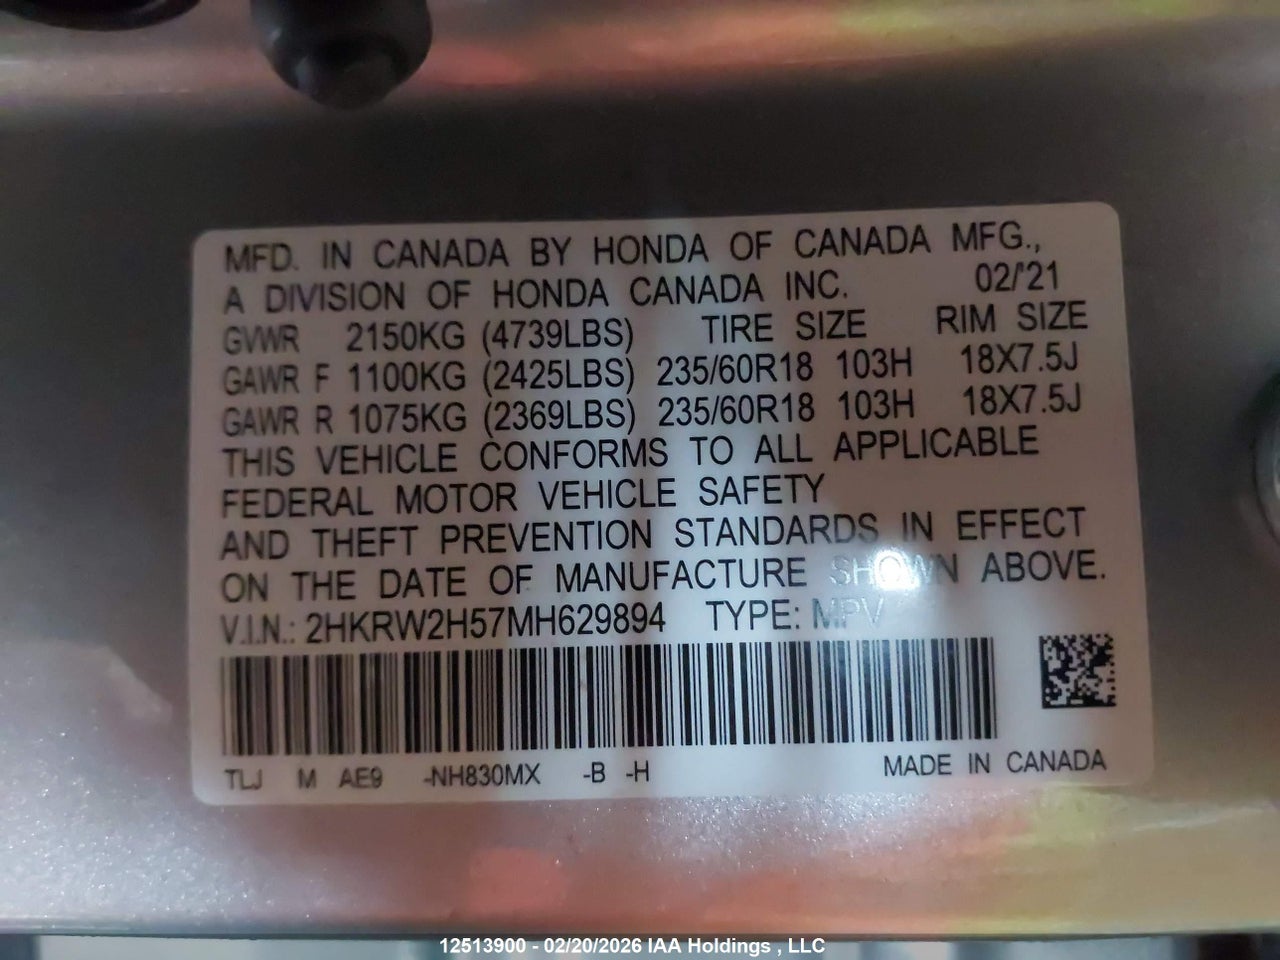 MFD. IN CANADA BY HONDA OF CANADA MFG.,
A DIVISION OF HONDA CANADA INC. 02/'21
GVWR 2150KG (4739LBS) TIRE SIZE RIM SIZE
GAWR F 1100KG (2425LBS) 235/60R18 103H 18X7.5J
GAWR R 1075KG (2369LBS) 235/60R18 103H 18X7.5J
THIS VEHICLE CONFORMS TO ALL APPLICABLE
FEDERAL MOTOR VEHICLE SAFETY
AND THEFT PREVENTION STANDARDS IN EFFECT
ON THE DATE OF MANUFACTURE SHOWN ABOVE.
V.I.N.: 2HKRW2H57MH629894 TYPE: MPV
TLJ M AE9 -NH830MX -B -H MADE IN CANADA
12513900 - 02/20/2026 IAA Holdings , LLC